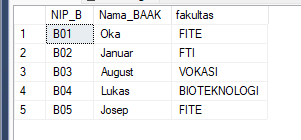 NIP_B Nama_BAAK fakultas
1 B01 Oka FITE
2 B02 Januar FTI
3 B03 August VOKASI
4 B04 Lukas BIOTEKNOLOGI
5 B05 Josep FITE